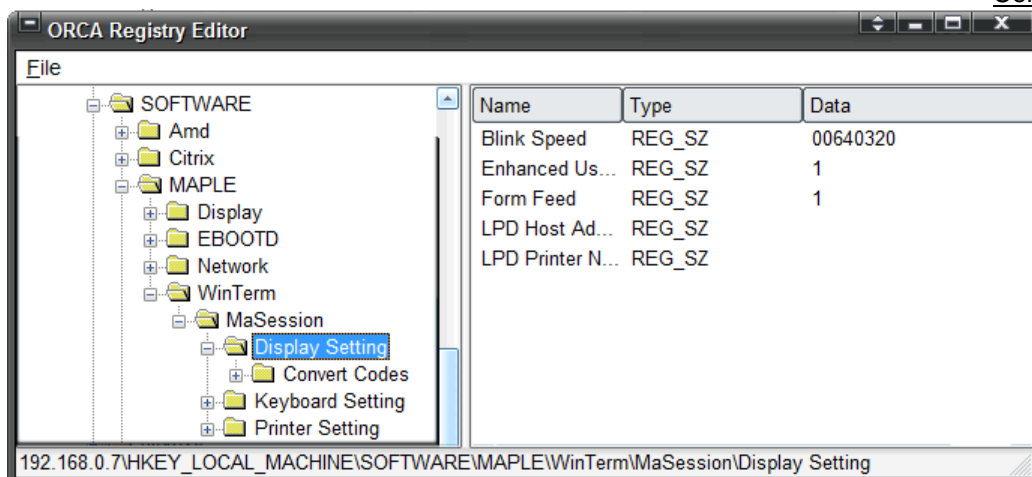 ORCA Registry Editor
File
SOFTWARE
Amd
Citrix
MAPLE
Display
EBOOTD
Network
WinTerm
MaSession
Display Setting
Convert Codes
Keyboard Setting
Printer Setting
Name Type Data
Blink Speed REG_SZ 00640320
Enhanced Us... REG_SZ 1
Form Feed REG_SZ 1
LPD Host Ad... REG_SZ
LPD Printer N... REG_SZ
192.168.0.7\HKEY_LOCAL_MACHINE\SOFTWARE\MAPLE\WinTerm\MaSession\Display Setting